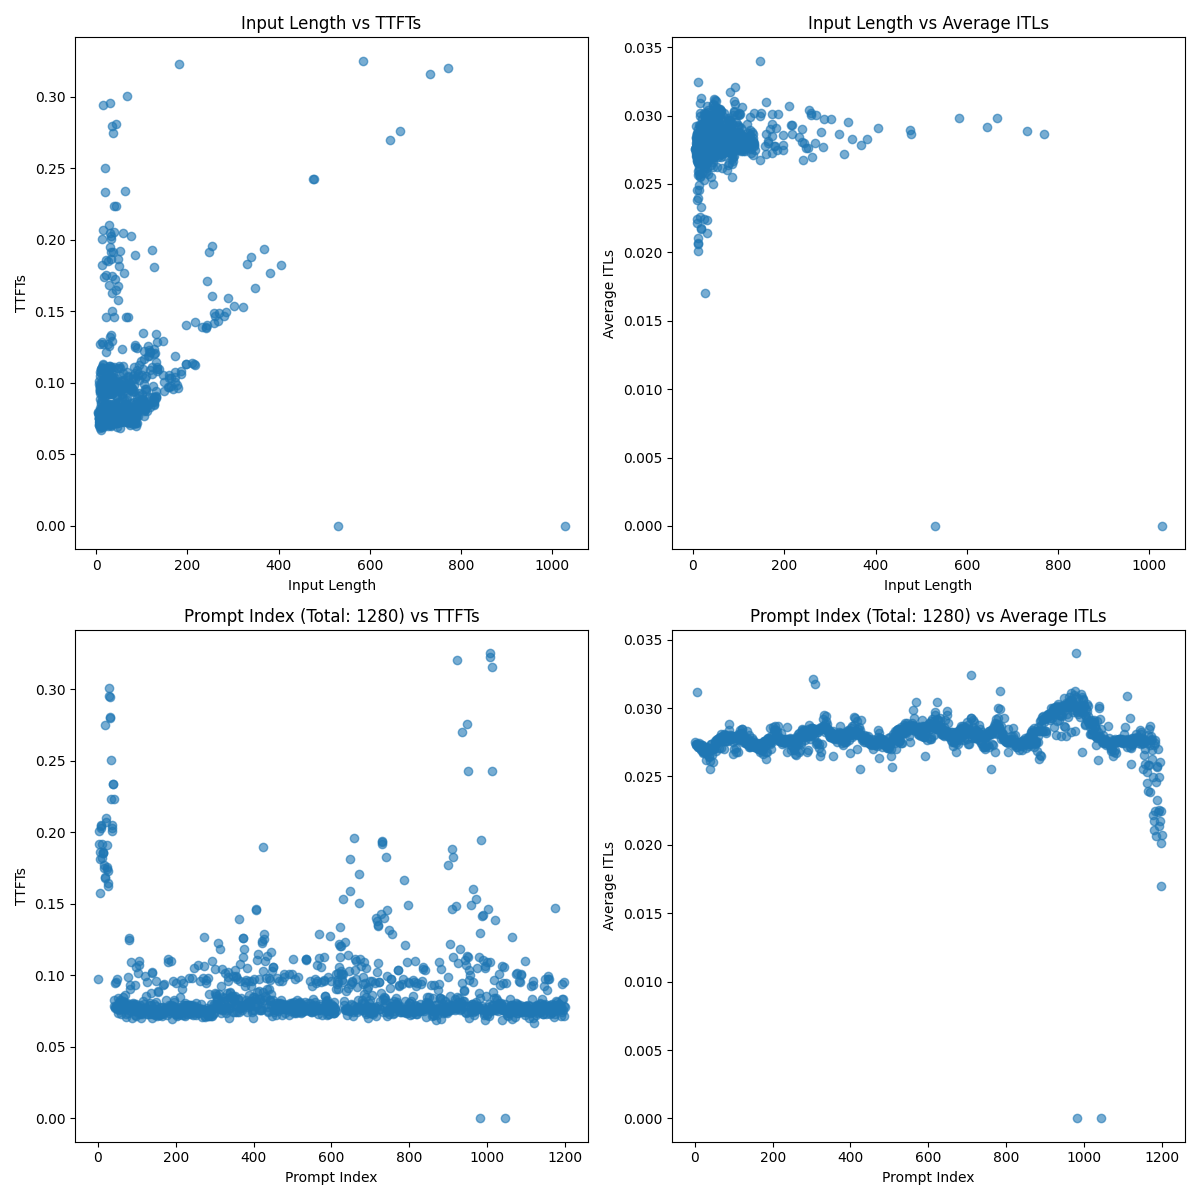 Input Length vs TTFTs
0.30
0.25
0.20
0.15
0.10
0.05
0.00
TTFTs
0 200 400 600 800 1000
Input Length
Input Length vs Average ITLs
0.035
0.030
0.025
0.020
0.015
0.010
0.005
0.000
Average ITLs
0 200 400 600 800 1000
Input Length
Prompt Index (Total: 1280) vs TTFTs
0.30
0.25
0.20
0.15
0.10
0.05
0.00
TTFTs
0 200 400 600 800 1000 1200
Prompt Index
Prompt Index (Total: 1280) vs Average ITLs
0.035
0.030
0.025
0.020
0.015
0.010
0.005
0.000
Average ITLs
0 200 400 600 800 1000 1200
Prompt Index